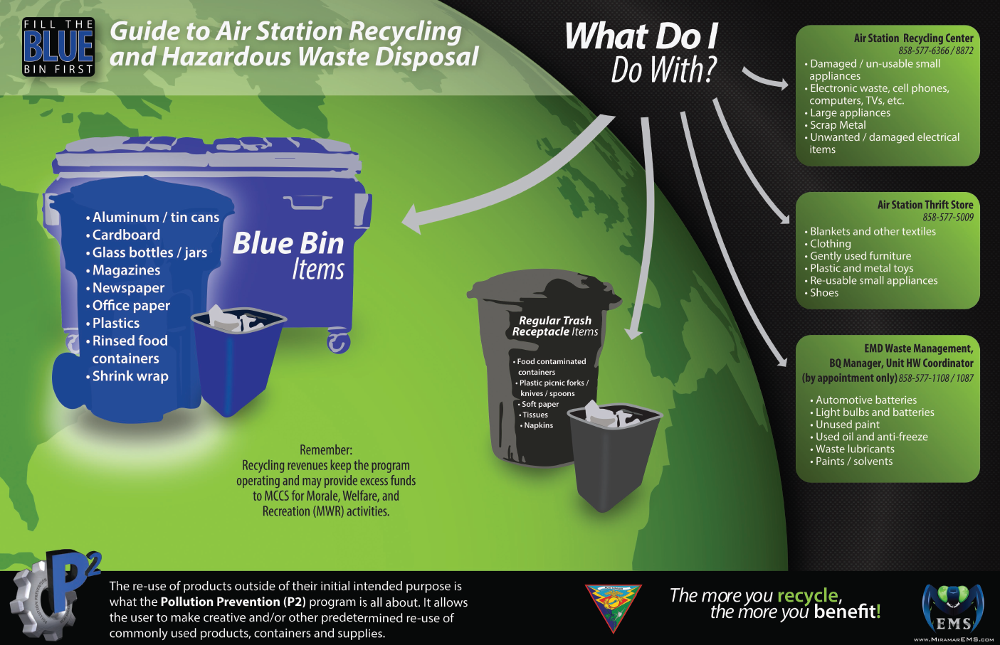 FILL THE
BLUE
BIN FIRST
Guide to Air Station Recycling
and Hazardous Waste Disposal
What Do I
Do With?
• Aluminum / tin cans
• Cardboard
• Glass bottles / jars
• Magazines
• Newspaper
• Office paper
• Plastics
• Rinsed food
containers
• Shrink wrap
Blue Bin
Items
Regular Trash
Receptacle Items
• Food contaminated
containers
• Plastic picnic forks /
knives / spoons
• Soft paper
• Tissues
• Napkins
Remember:
Recycling revenues keep the program
operating and may provide excess funds
to MCCS for Morale, Welfare, and
Recreation (MWR) activities.
Air Station Recycling Center
858-577-6366 / 8872
• Damaged / un-usable small
appliances
• Electronic waste, cell phones,
computers, TVs, etc.
• Large appliances
• Scrap Metal
• Unwanted / damaged electrical
items
Air Station Thrift Store
858-577-5009
• Blankets and other textiles
• Clothing
• Gently used furniture
• Plastic and metal toys
• Re-usable small appliances
• Shoes
EMD Waste Management,
BQ Manager, Unit HW Coordinator
(by appointment only) 858-577-1108 / 1087
• Automotive batteries
• Light bulbs and batteries
• Unused paint
• Used oil and anti-freeze
• Waste lubricants
• Paints / solvents
P2
POLLUTION PREVENTION
The re-use of products outside of their initial intended purpose is
what the Pollution Prevention (P2) program is all about. It allows
the user to make creative and/or other predetermined re-use of
commonly used products, containers and supplies.
The more you recycle,
the more you benefit!
EMS
www.MiramarEMS.com